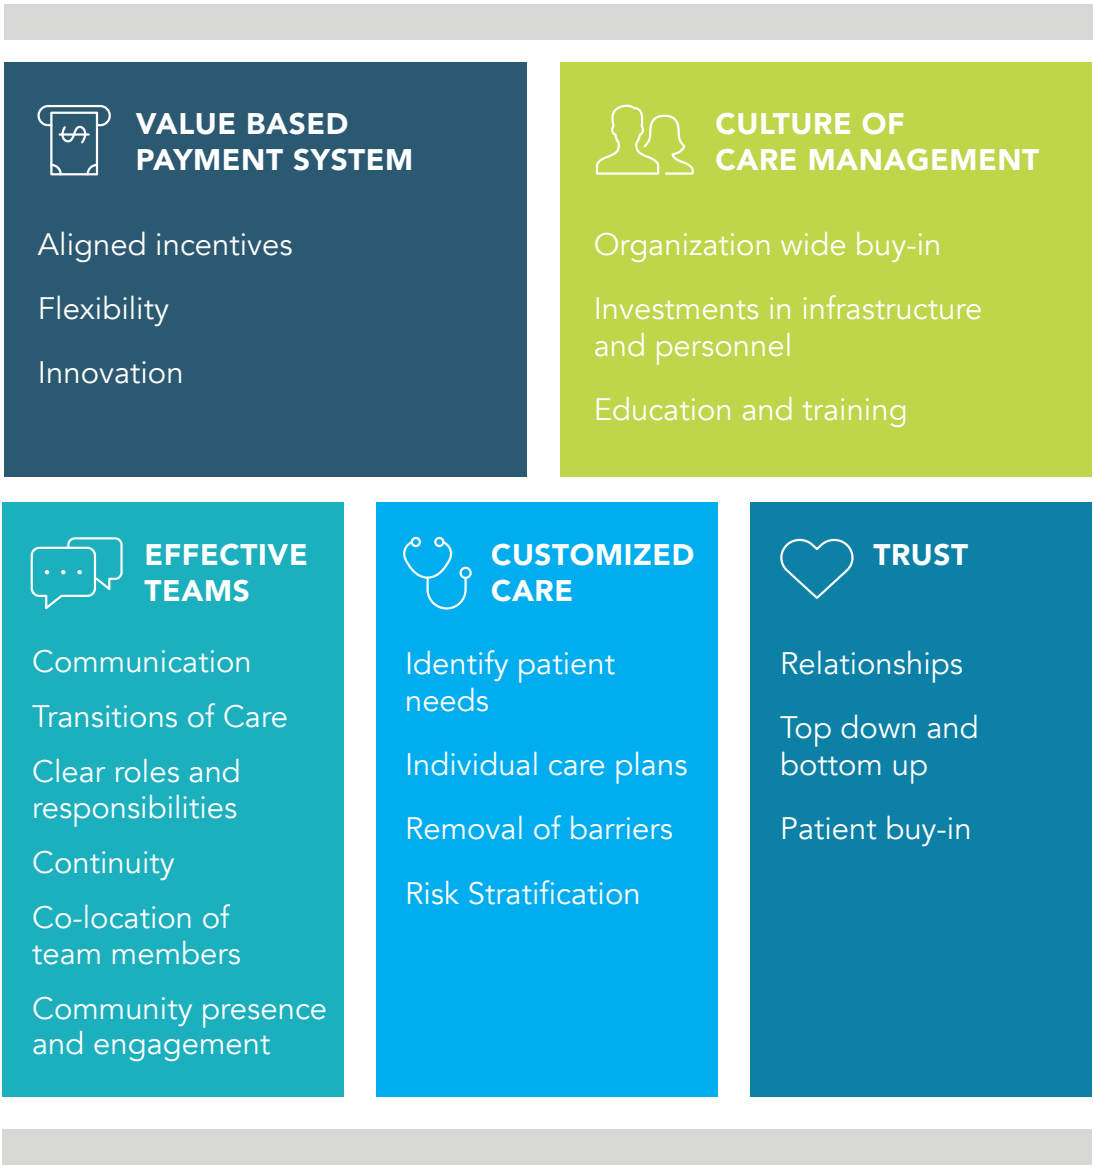 VALUE BASED
PAYMENT SYSTEM
Aligned incentives
Flexibility
Innovation
CULTURE OF
CARE MANAGEMENT
Organization wide buy-in
Investments in infrastructure
and personnel
Education and training
EFFECTIVE
TEAMS
Communication
Transitions of Care
Clear roles and
responsibilities
Continuity
Co-location of
team members
Community presence
and engagement
CUSTOMIZED
CARE
Identify patient
needs
Individual care plans
Removal of barriers
Risk Stratification
TRUST
Relationships
Top down and
bottom up
Patient buy-in